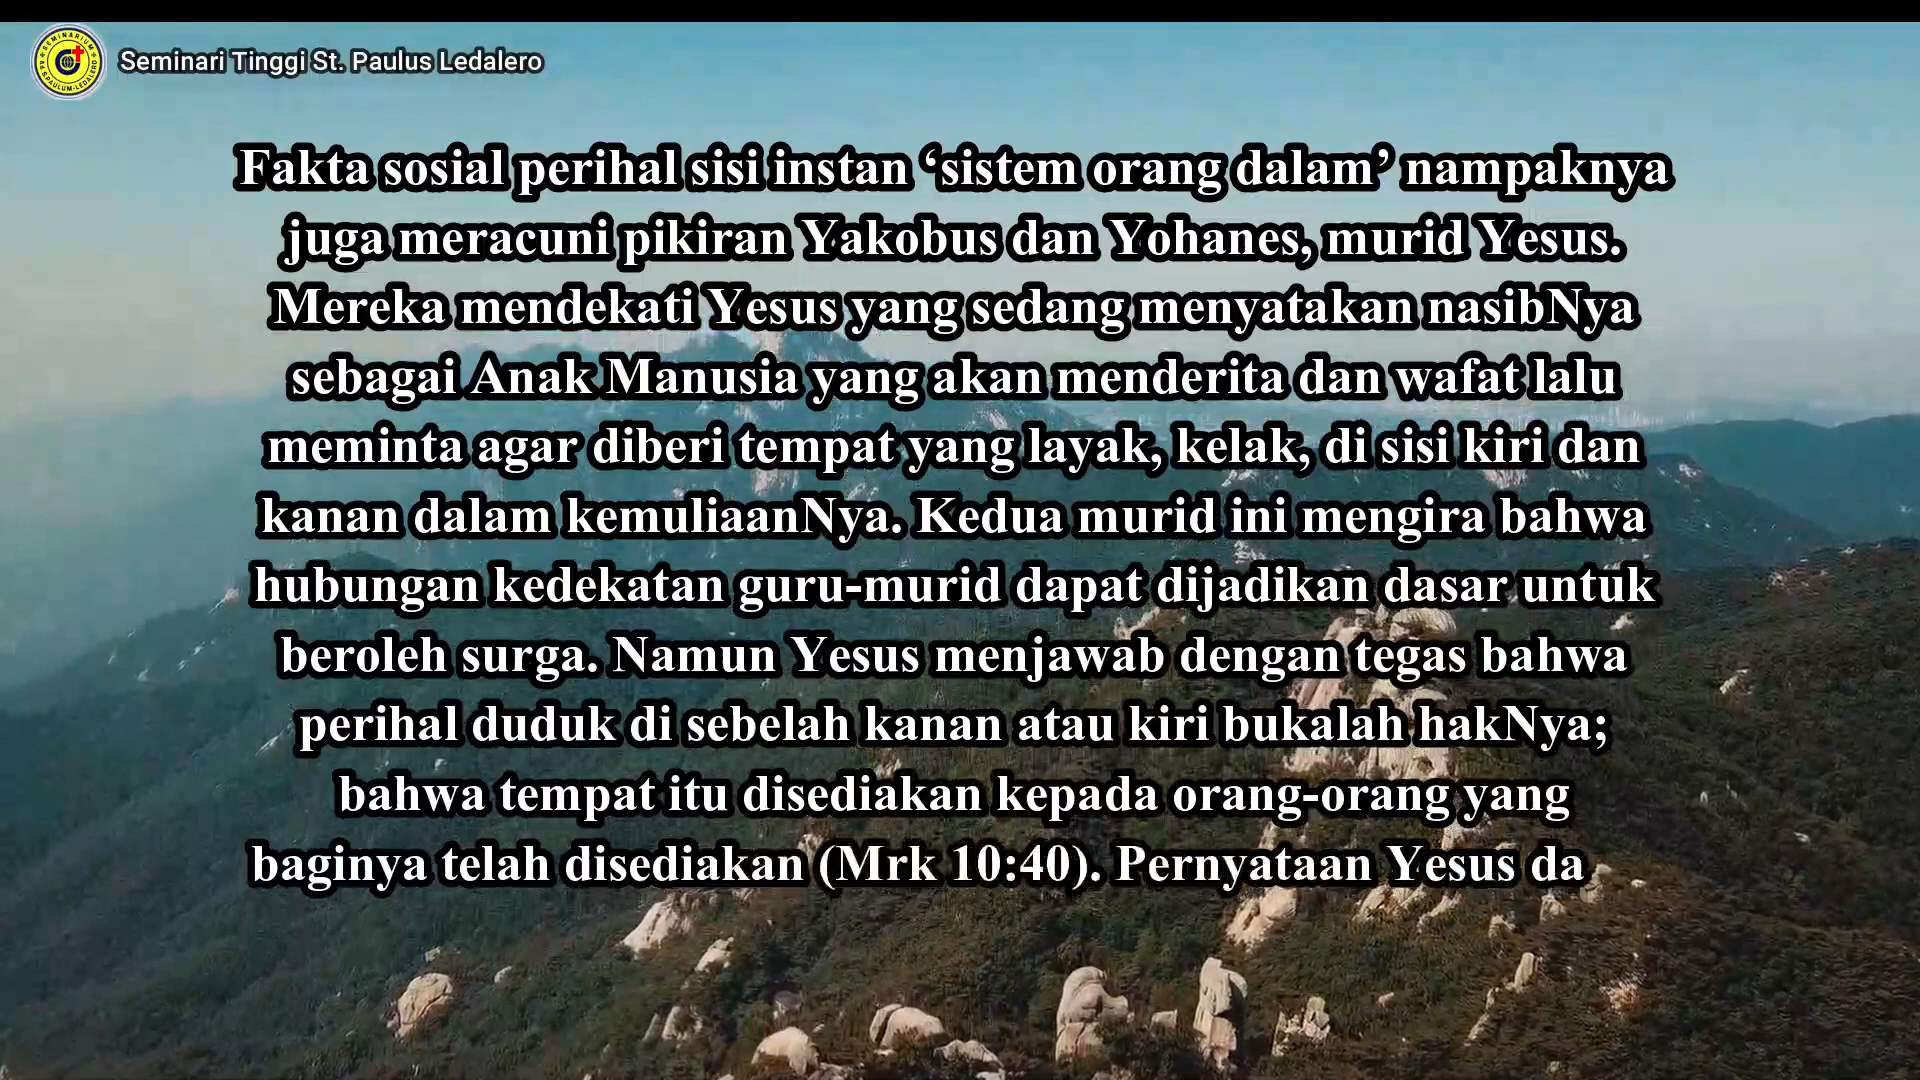 Seminari Tinggi St. Paulus Ledalero
Fakta sosial perihal sisi instan ‘sistem orang dalam’ nampaknya
juga meracuni pikiran Yakobus dan Yohanes, murid Yesus.
Mereka mendekati Yesus yang sedang menyatakan nasibNya
sebagai Anak Manusia yang akan menderita dan wafat lalu
meminta agar diberi tempat yang layak, kelak, di sisi kiri dan
kanan dalam kemuliaanNya. Kedua murid ini mengira bahwa
hubungan kedekatan guru-murid dapat dijadikan dasar untuk
beroleh surga. Namun Yesus menjawab dengan tegas bahwa
perihal duduk di sebelah kanan atau kiri bukalah hakNya;
bahwa tempat itu disediakan kepada orang-orang yang
baginya telah disediakan (Mrk 10:40). Pernyataan Yesus da